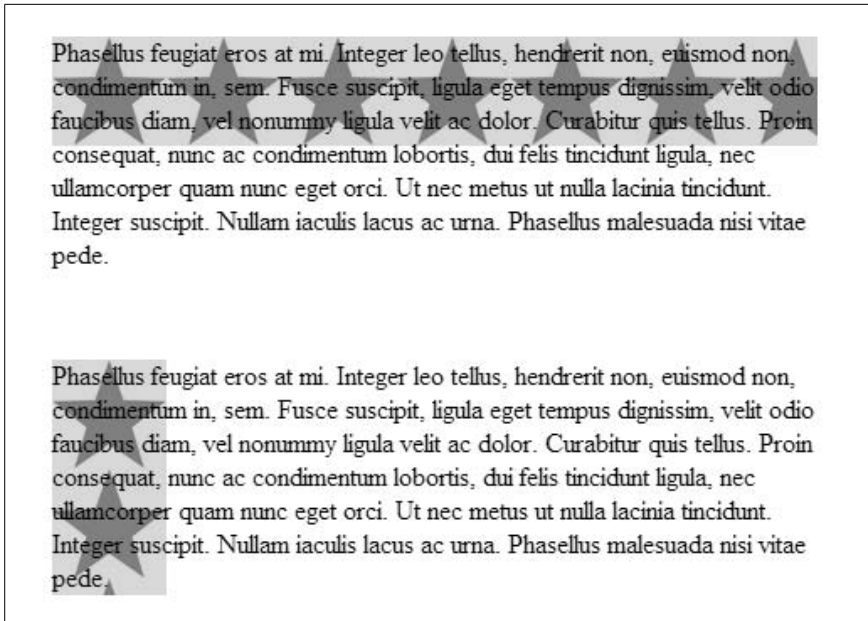 Phasellus feugiat eros at mi. Integer leo tellus, hendrerit non, euismod non,
condimentum in, sem. Fusce suscipit, ligula eget tempus dignissim, velit odio
faucibus diam, vel nonummy ligula velit ac dolor. Curabitur quis tellus. Proin
consequat, nunc ac condimentum lobortis, dui felis tincidunt ligula, nec
ullamcorper quam nunc eget orci. Ut nec metus ut nulla lacinia tincidunt.
Integer suscipit. Nullam iaculis lacus ac urna. Phasellus malesuada nisi vitae
pede.
Phasellus feugiat eros at mi. Integer leo tellus, hendrerit non, euismod non,
condimentum in, sem. Fusce suscipit, ligula eget tempus dignissim, velit odio
faucibus diam, vel nonummy ligula velit ac dolor. Curabitur quis tellus. Proin
consequat, nunc ac condimentum lobortis, dui felis tincidunt ligula, nec
ullamcorper quam nunc eget orci. Ut nec metus ut nulla lacinia tincidunt.
Integer suscipit. Nullam iaculis lacus ac urna. Phasellus malesuada nisi vitae
pede.